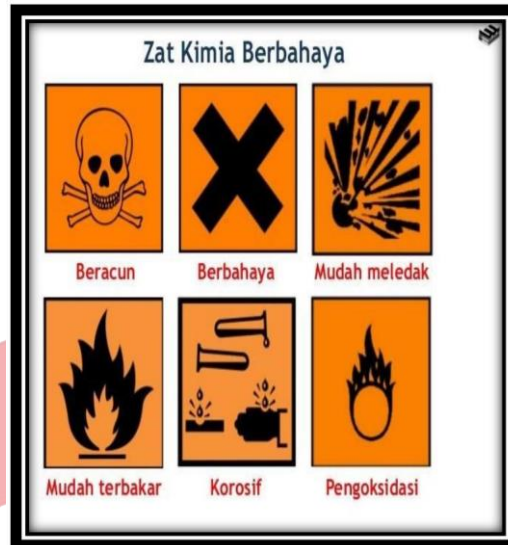 Zat Kimia Berbahaya
Beracun Berbahaya Mudah meledak
Mudah terbakar Korosif Pengoksidasi